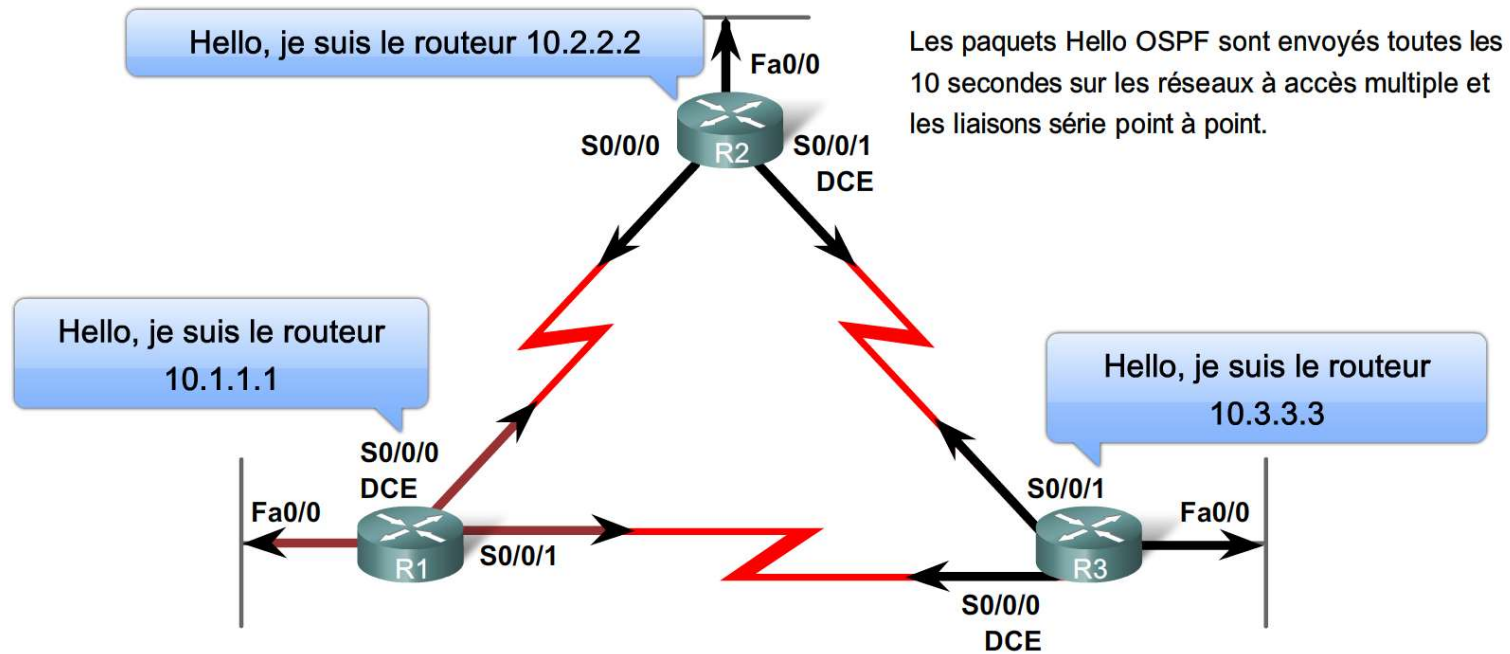 Hello, je suis le routeur 10.2.2.2
Les paquets Hello OSPF sont envoyés toutes les
10 secondes sur les réseaux à accès multiple et
les liaisons série point à point.
Fa0/0
S0/0/0
R2
S0/0/1
DCE
Hello, je suis le routeur
10.1.1.1
Hello, je suis le routeur
10.3.3.3
S0/0/0
DCE
Fa0/0
R1
S0/0/1
S0/0/1
Fa0/0
R3
S0/0/0
DCE